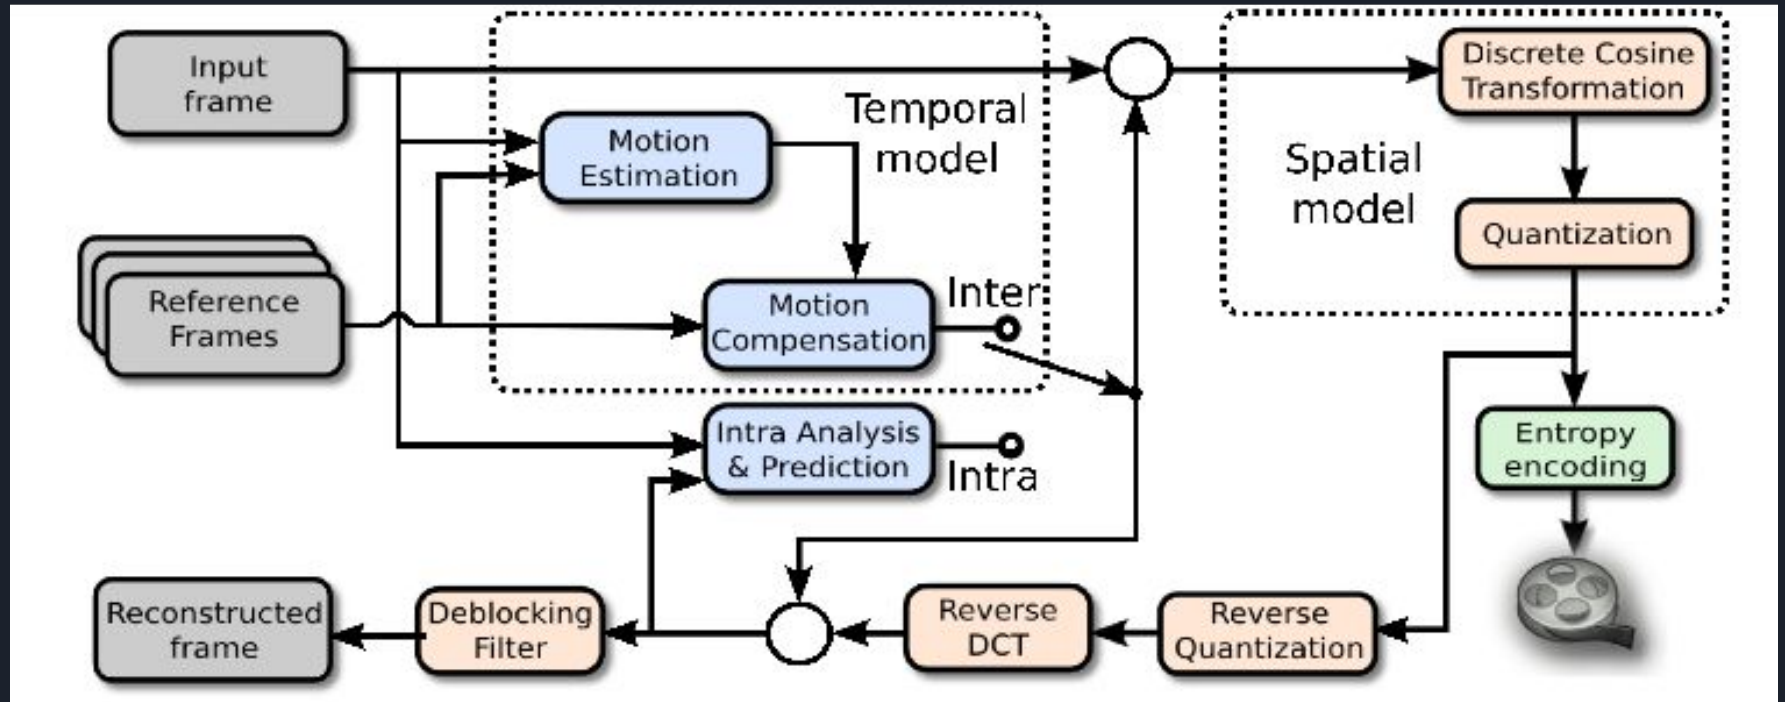 Input
frame
Discrete Cosine
Transformation
Temporal
model
Motion
Estimation
Spatial
model
Quantization
Reference
Frames
Motion
Compensation
Inter
Intra Analysis
& Prediction
Intra
Entropy
encoding
Reconstructed
frame
Deblocking
Filter
Reverse
DCT
Reverse
Quantization